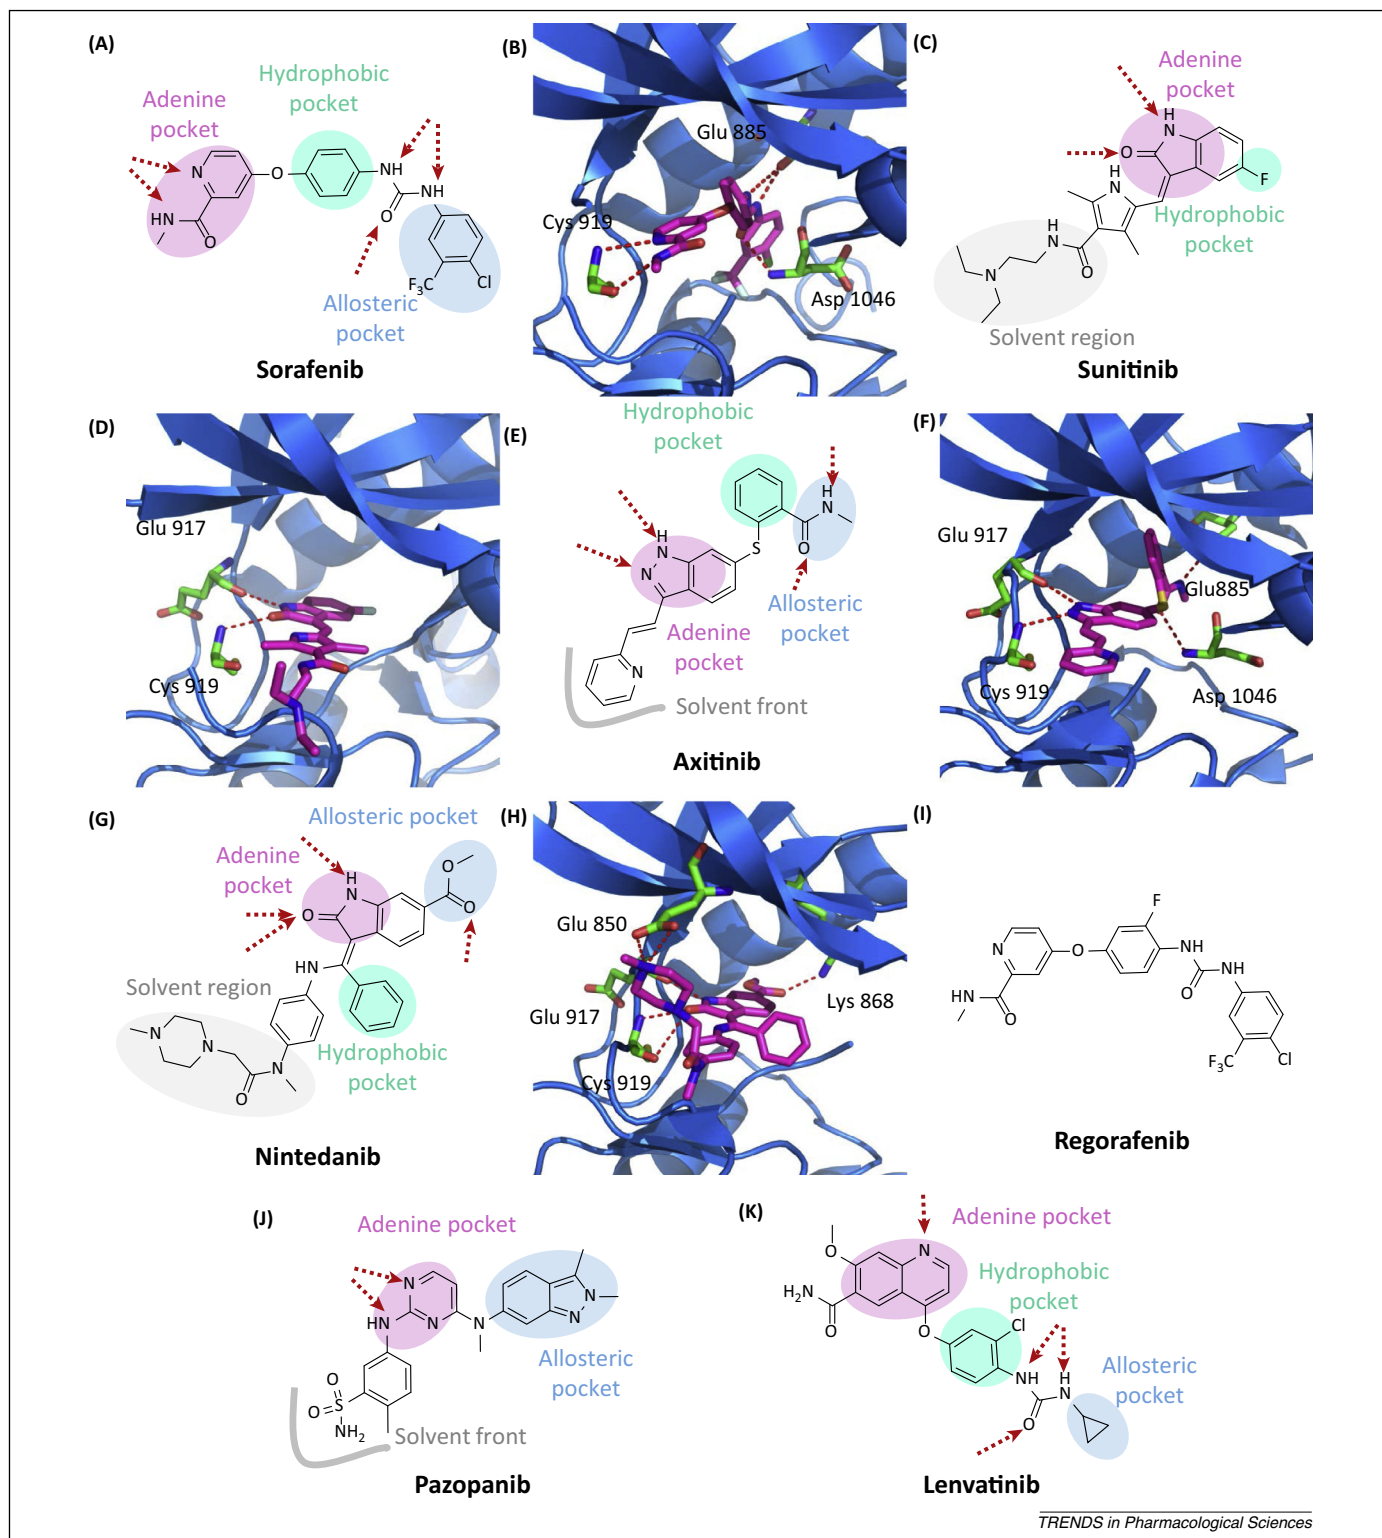 (A)
Hydrophobic
pocket
Adenine
pocket
N
O
NH
NH
HN
O
O
F3C
Cl
Allosteric
pocket
Sorafenib
(B)
Glu 885
Cys 919
Asp 1046
(C)
Adenine
pocket
H
N
O
H
N
F
Hydrophobic
pocket
H
N
N
O
Solvent region
Sunitinib
(D)
Glu 917
Cys 919
Hydrophobic
pocket
(E)
H
N
O
H
N
N
S
Allosteric
pocket
Adenine
pocket
N
Solvent front
Axitinib
(F)
Glu 917
Glu885
Cys 919
Asp 1046
(G)
Allosteric pocket
Adenine
pocket
H
N
O
O
O
HN
Solvent region
N
N
O
N
Hydrophobic
pocket
Nintedanib
(H)
Glu 850
Glu 917
Lys 868
Cys 919
(I)
F
N
O
NH
NH
O
HN
O
F3C
Cl
Regorafenib
(J)
Adenine pocket
N
HN
N
N
N
N
Allosteric
pocket
O
O
S
NH2
Solvent front
Pazopanib
(K)
Adenine pocket
O
N
H2N
O
O
Hydrophobic
pocket
Cl
NH
H
N
O
Allosteric
pocket
Lenvatinib
TRENDS in Pharmacological Sciences